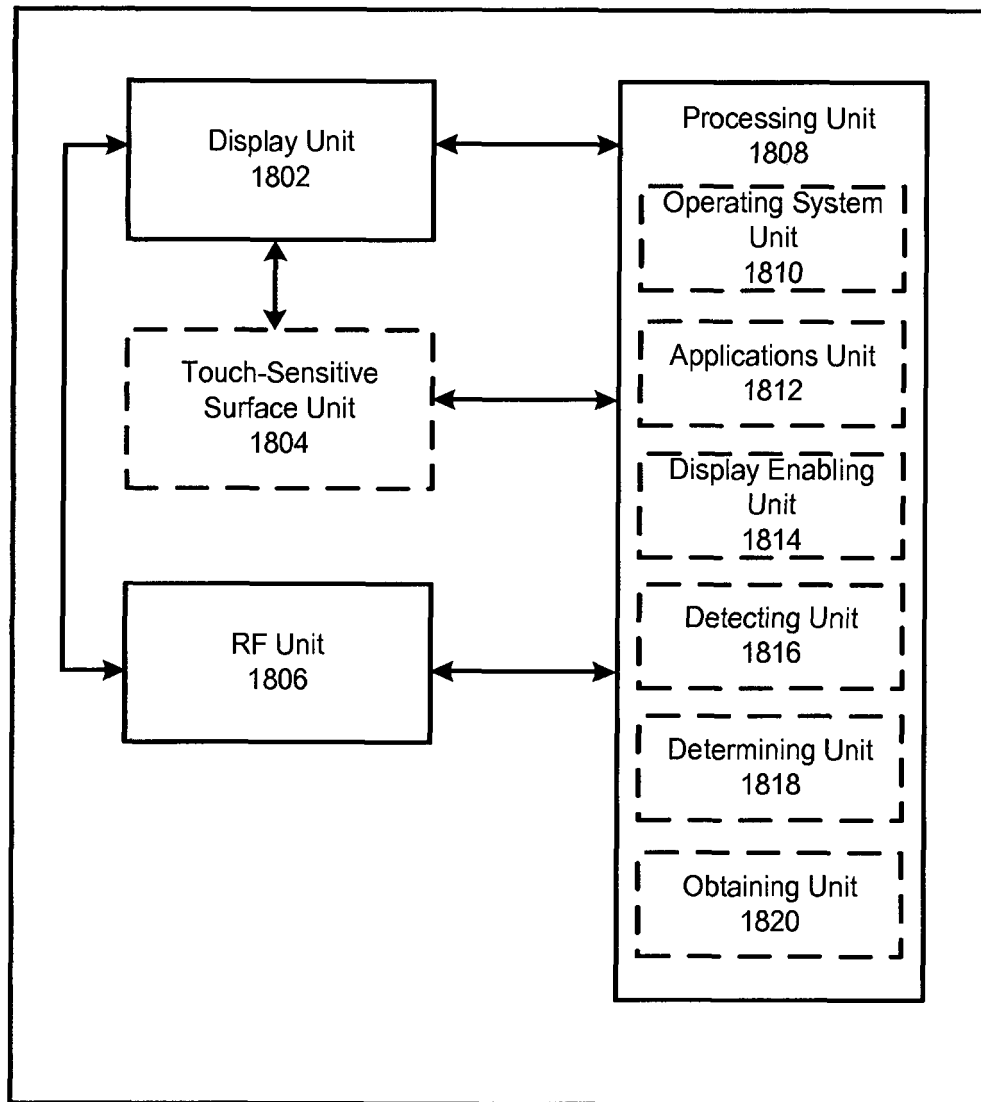 Display Unit
1802
Touch-Sensitive
Surface Unit
1804
RF Unit
1806
Processing Unit
1808
Operating System
Unit
1810
Applications Unit
1812
Display Enabling
Unit
1814
Detecting Unit
1816
Determining Unit
1818
Obtaining Unit
1820